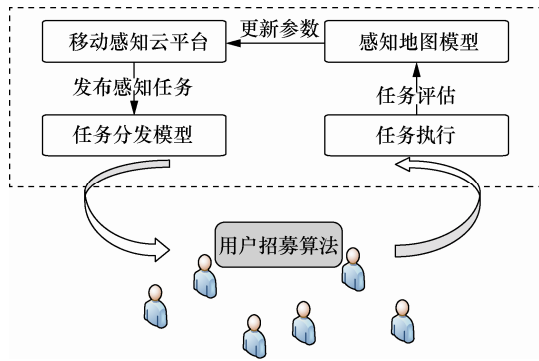 移动感知云平台
更新参数
感知地图模型
发布感知任务
任务评估
任务分发模型
任务执行
用户招募算法